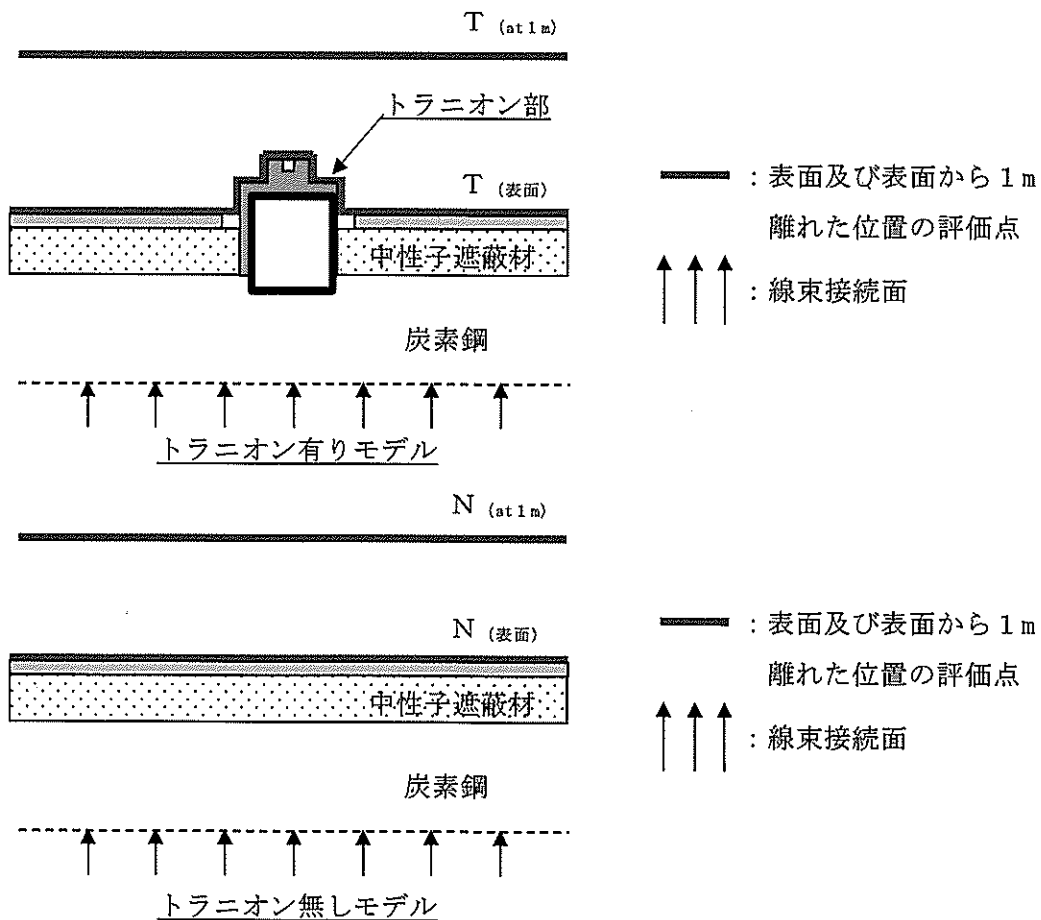 T (at1m)
トラニオン部
T (表面)
中性子遮蔽材
炭素鋼
トラニオン有りモデル
:表面及び表面から1m
離れた位置の評価点
:線束接続面
N (at1m)
N (表面)
中性子遮蔽材
炭素鋼
トラニオン無しモデル
:表面及び表面から1m
離れた位置の評価点
:線束接続面